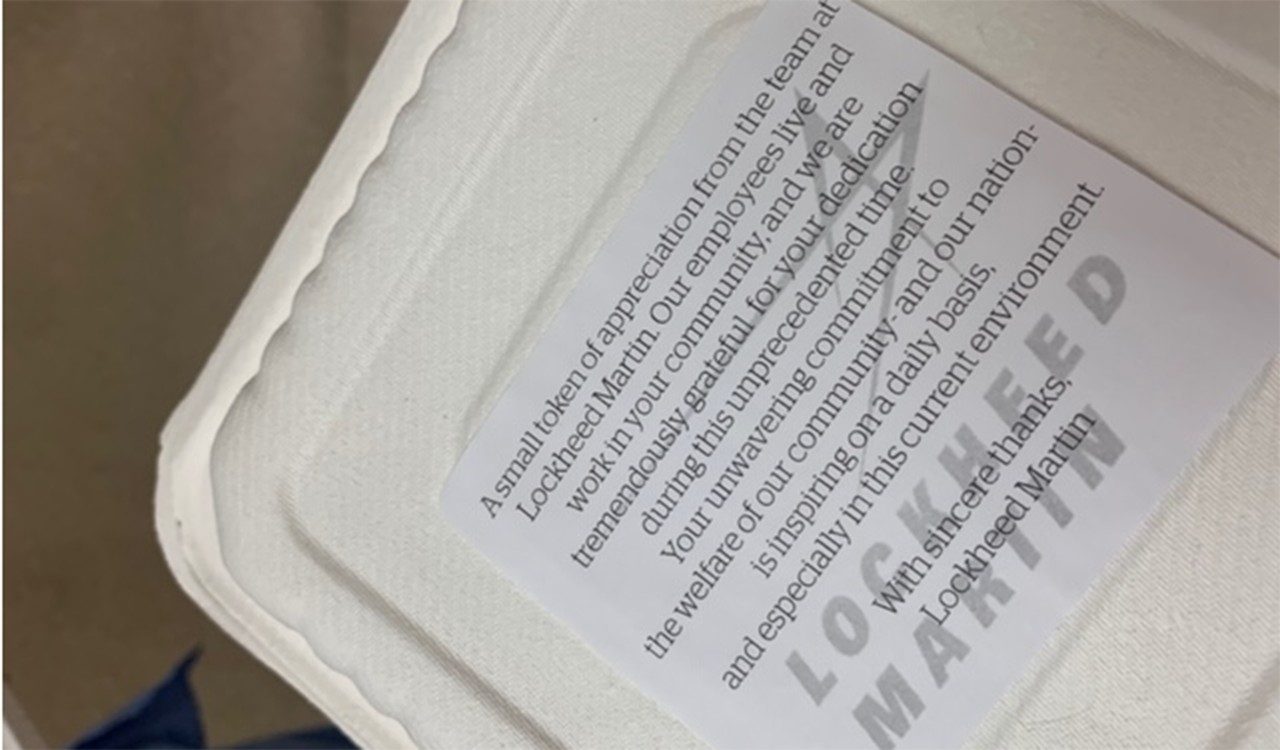 A small token of appreciation from the team at
Lockheed Martin. Our employees live and
work in your community, and we are
tremendously grateful for your dedication
during this unprecedented time.
Your unwavering commitment to
the welfare of our community- and our nation-
is inspiring on a daily basis,
and especially in this current environment.
With sincere thanks,
Lockheed Martin
LOCKHEED
MARTIN